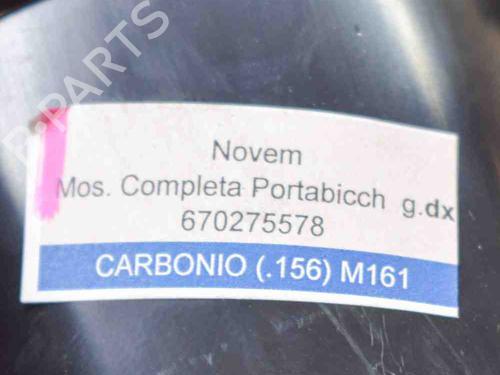 B-PARTS
Novem
Mos. Completa Portabicch g.dx
670275578
CARBONIO (.156) M161